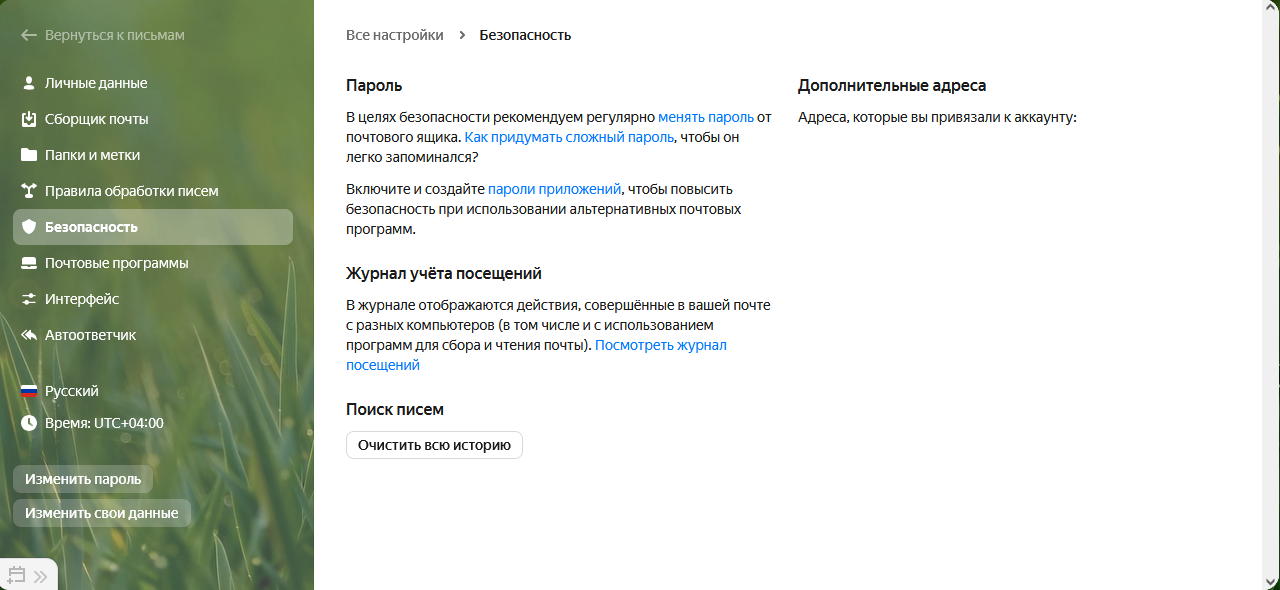 Вернуться к письмам
Личные данные
Сборщик почты
Папки и метки
Правила обработки писем
Безопасность
Почтовые программы
Интерфейс
Автоответчик
Русский
Время: UTC+04:00
Изменить пароль
Изменить свои данные
Все настройки > Безопасность
Пароль
В целях безопасности рекомендуем регулярно менять пароль от
почтового ящика. Как придумать сложный пароль, чтобы он
легко запоминался?
Включите и создайте пароли приложений, чтобы повысить
безопасность при использовании альтернативных почтовых
программ.
Журнал учёта посещений
В журнале отображаются действия, совершённые в вашей почте
с разных компьютеров (в том числе и с использованием
программ для сбора и чтения почты). Посмотреть журнал
посещений
Поиск писем
Очистить всю историю
Дополнительные адреса
Адреса, которые вы привязали к аккаунту: